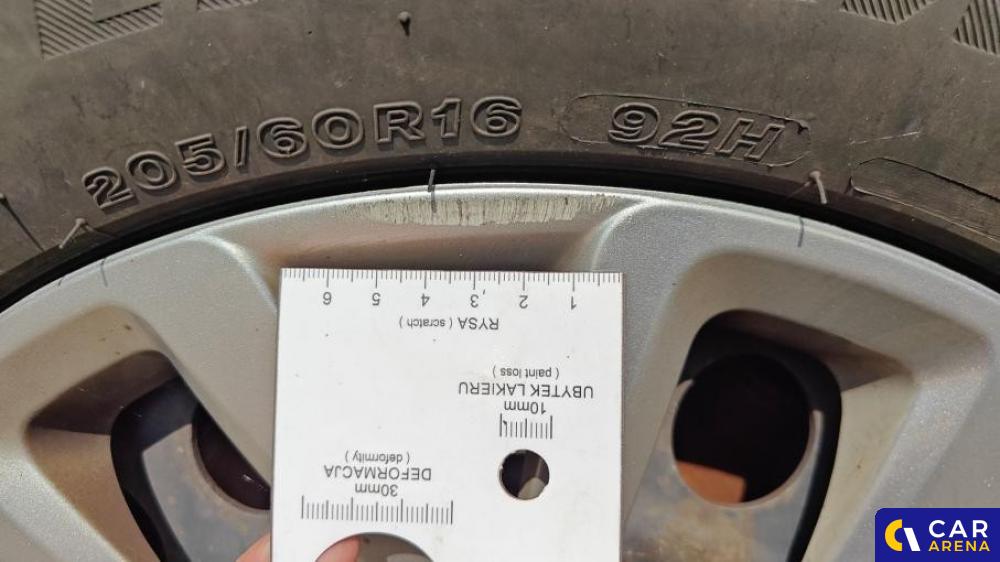 205/60R16 92H
6 5 4 3 2 1
RYSA ( scratch )
( paint loss )
UBYTEK LAKIERU
10mm
DEFORMACJA
( deformity )
30mm
CAR
ARENA